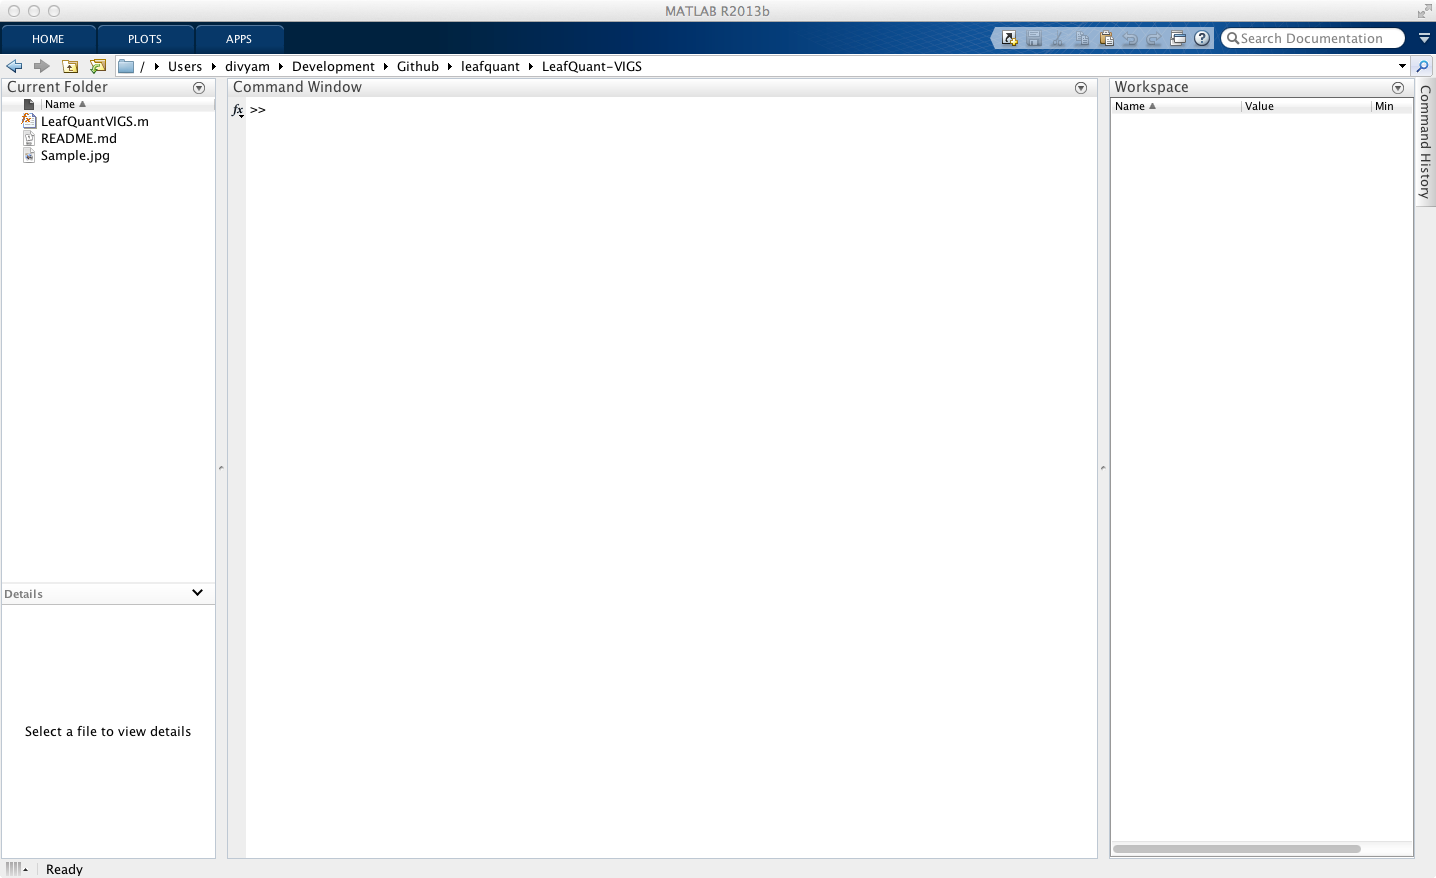 MATLAB R2013b
HOME PLOTS APPS
Search Documentation
/ Users divyam Development Github leafquant LeafQuant-VIGS
Current Folder
Name
LeafQuantVIGS.m
README.md
Sample.jpg
Details
Select a file to view details
Command Window
fx >>
Workspace
Name Value Min
Command History
Ready